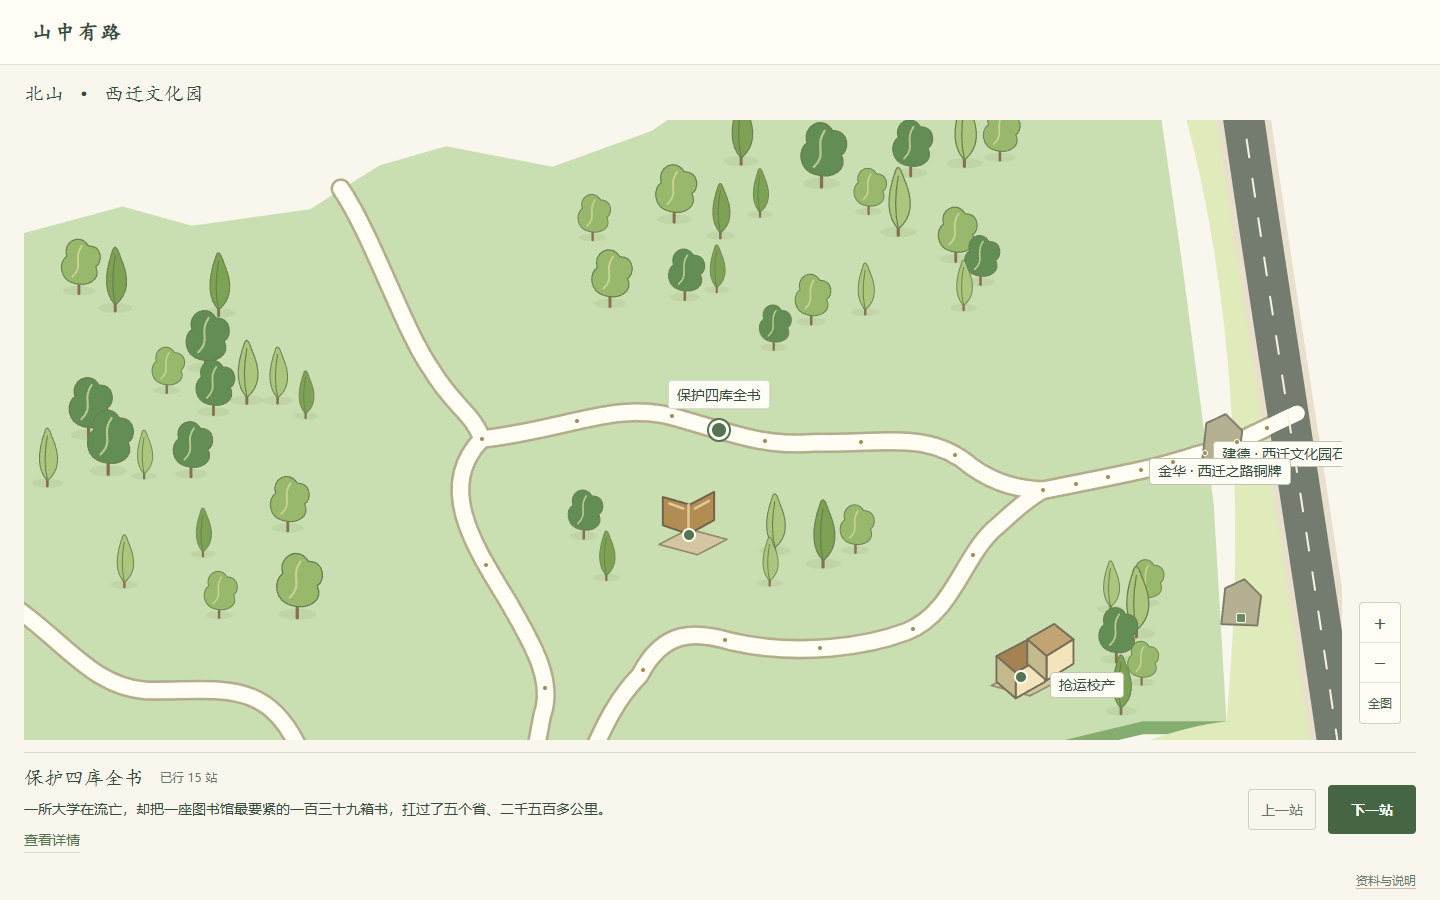 山中有路
北山 • 西迁文化园
保护四库全书
建德 · 西迁文化园石
金华 · 西迁之路铜牌
抢运校产
+
−
全图
保护四库全书 已行 15 站
一所大学在流亡，却把一座图书馆最要紧的一百三十九箱书，扛过了五个省、二千五百多公里。
查看详情
上一站
下一站
资料与说明